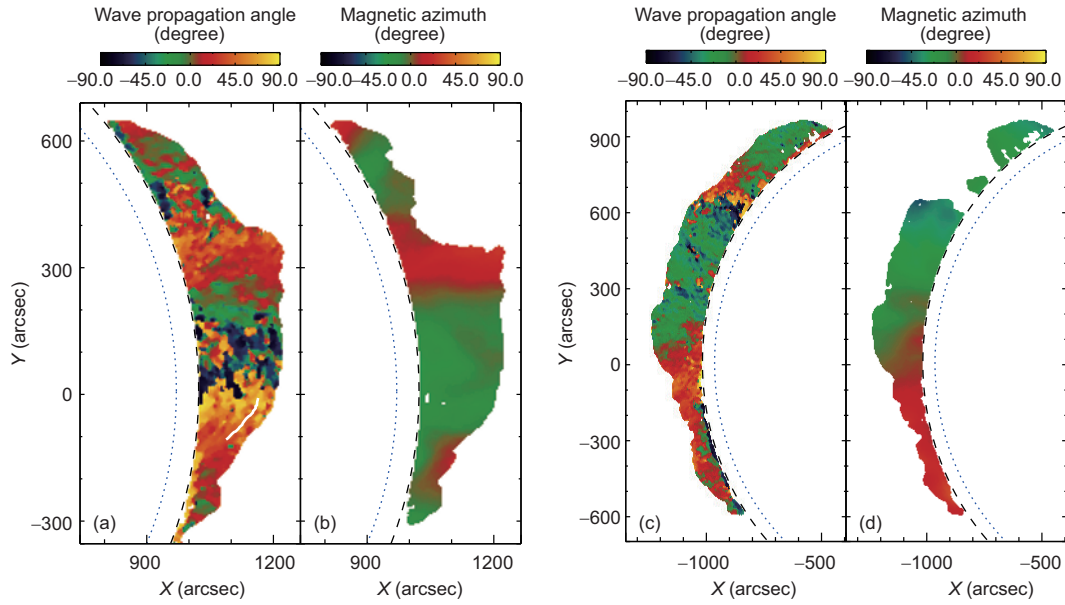 Wave propagation angle
(degree)
−90.0 −45.0 0.0 45.0 90.0
Magnetic azimuth
(degree)
−90.0 −45.0 0.0 45.0 90.0
Wave propagation angle
(degree)
−90.0 −45.0 0.0 45.0 90.0
Magnetic azimuth
(degree)
−90.0 −45.0 0.0 45.0 90.0
Y (arcsec)
600
300
0
−300
(a)
(b)
900 1200
900 1200
X (arcsec)
X (arcsec)
Y (arcsec)
900
600
300
0
−300
−600
(c)
(d)
−1000 −500
−1000 −500
X (arcsec)
X (arcsec)